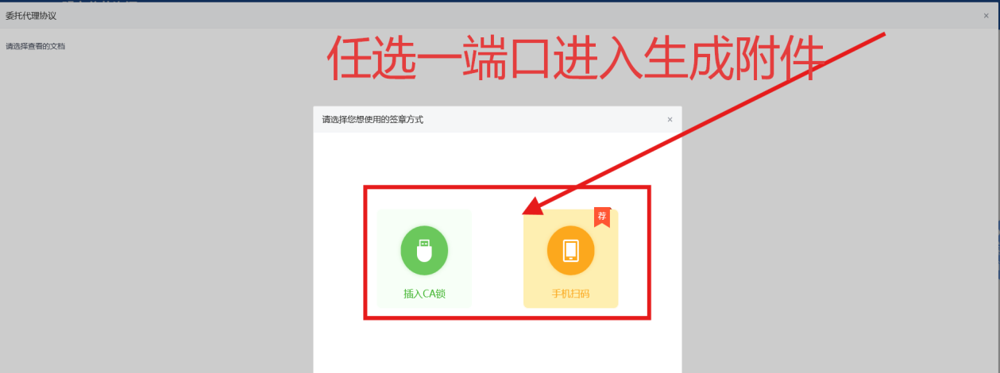 委托代理协议
×
请选择查看的文档
任选一端口进入生成附件
请选择您想使用的签章方式
×
荐
插入CA锁
手机扫码